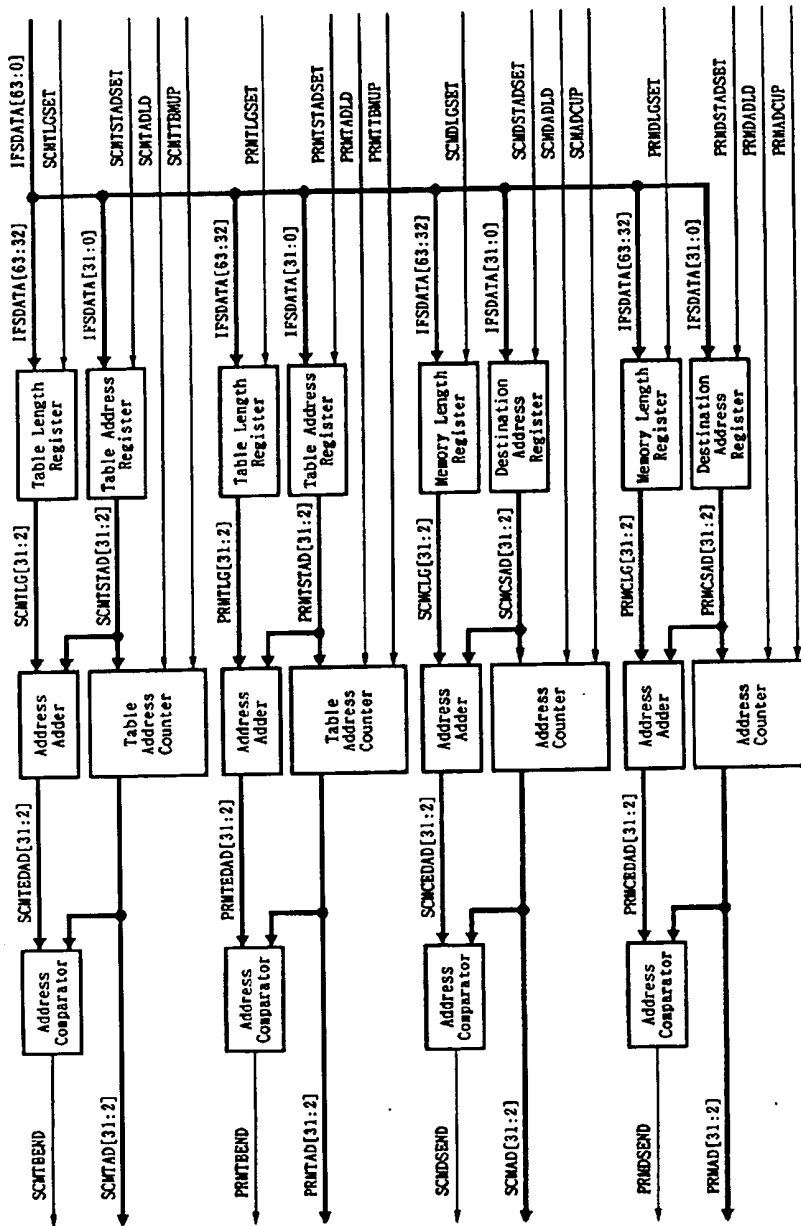 IFSDATA[63:0]
SCMTLGSET
SCMTSTADSET
SCMTADLD
SCMTTBMUP
PRMTLGSET
PRMTSTADSET
PRMTADLD
PRMTTBMUP
SCMDLGSET
SCMDSTADSET
SCMDADLD
SCMADCUP
PRMDLGSET
PRMDSTADSET
PRMDADLD
PRMADCUP
IFSDATA[63:32]
IFSDATA[31:0]
IFSDATA[63:32]
IFSDATA[31:0]
IFSDATA[63:32]
IFSDATA[31:0]
IFSDATA[63:32]
IFSDATA[31:0]
Table Length
Register
Table Address
Register
Table Length
Register
Table Address
Register
Memory Length
Register
Destination
Address
Register
Memory Length
Register
Destination
Address
Register
SCMTLG[31:2]
SCMTSTAD[31:2]
PRMTLG[31:2]
PRMTSTAD[31:2]
SCMCLG[31:2]
SCMCSAD[31:2]
PRMCLG[31:2]
PRMCSAD[31:2]
Address
Adder
Table
Address
Counter
Address
Adder
Table
Address
Counter
Address
Adder
Address
Counter
Address
Adder
Address
Counter
SCMTEDAD[31:2]
PRMTEDAD[31:2]
SCMCEDAD[31:2]
PRMCEDAD[31:2]
Address
Comparator
Address
Comparator
Address
Comparator
Address
Comparator
SCMTBEND
SCMTAD[31:2]
PRMTBEND
PRMTAD[31:2]
SCMDSEND
SCMAD[31:2]
PRMDSEND
PRMAD[31:2]